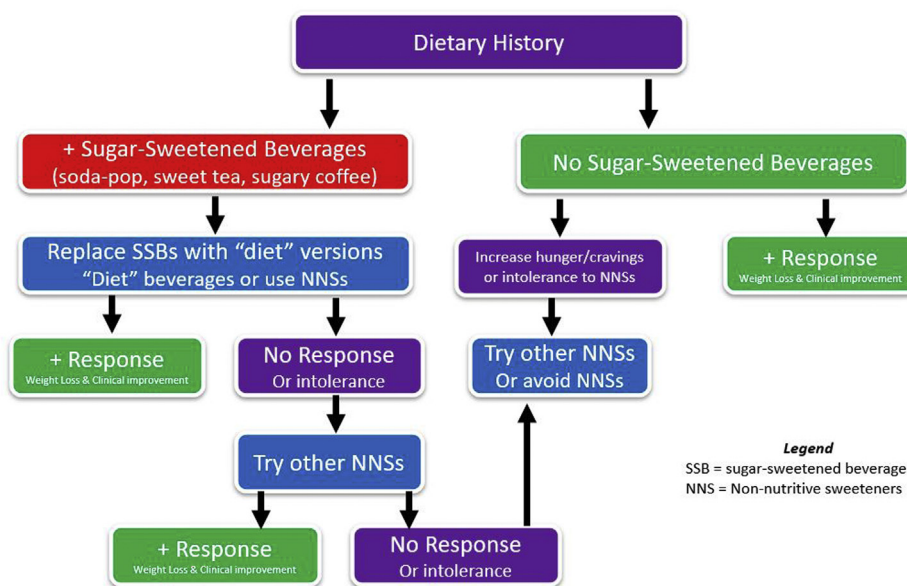 Dietary History
+ Sugar-Sweetened Beverages
(soda-pop, sweet tea, sugary coffee)
No Sugar-Sweetened Beverages
Replace SSBs with “diet” versions
“Diet” beverages or use NNSs
Increase hunger/cravings
or intolerance to NNSs
+ Response
Weight Loss & Clinical improvement
+ Response
Weight Loss & Clinical improvement
No Response
Or intolerance
Try other NNSs
Or avoid NNSs
Try other NNSs
Legend
SSB = sugar-sweetened beverage
NNS = Non-nutritive sweeteners
+ Response
Weight Loss & Clinical improvement
No Response
Or intolerance